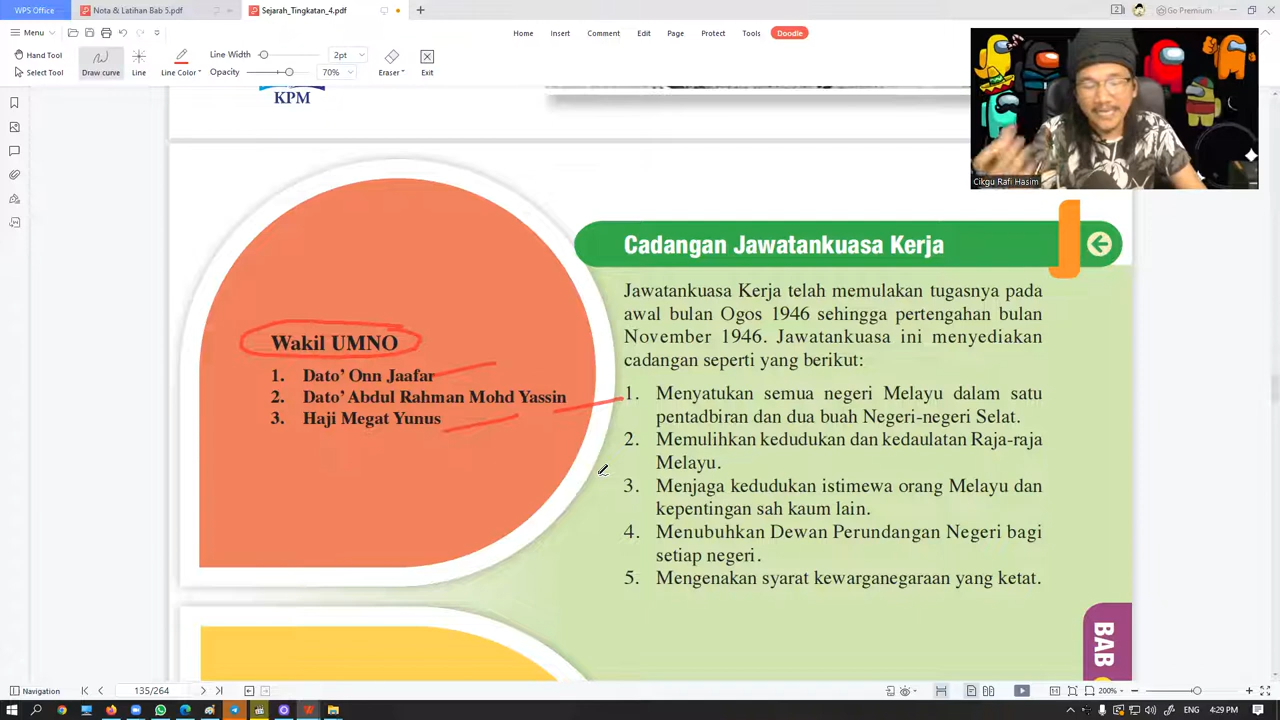 WPS Office
Nota & Latihan Bab 5.pdf
Sejarah_Tingkatan_4.pdf
Menu
Home
Insert
Comment
Edit
Page
Protect
Tools
Doodle
Hand Tool
Select Tool
Draw curve
Line
Line Color
Line Width
2pt
Opacity
70%
Eraser
Exit
KPM
Cikgu Rafi Hasim
Wakil UMNO
1. Dato' Onn Jaafar
2. Dato' Abdul Rahman Mohd Yassin
3. Haji Megat Yunus
Cadangan Jawatankuasa Kerja
Jawatankuasa Kerja telah memulakan tugasnya pada
awal bulan Ogos 1946 sehingga pertengahan bulan
November 1946. Jawatankuasa ini menyediakan
cadangan seperti yang berikut:
1. Menyatukan semua negeri Melayu dalam satu
pentadbiran dan dua buah Negeri-negeri Selat.
2. Memulihkan kedudukan dan kedaulatan Raja-raja
Melayu.
3. Menjaga kedudukan istimewa orang Melayu dan
kepentingan sah kaum lain.
4. Menubuhkan Dewan Perundangan Negeri bagi
setiap negeri.
5. Mengenakan syarat kewarganegaraan yang ketat.
BAB
Navigation
135/264
200%
ENG
4:29 PM